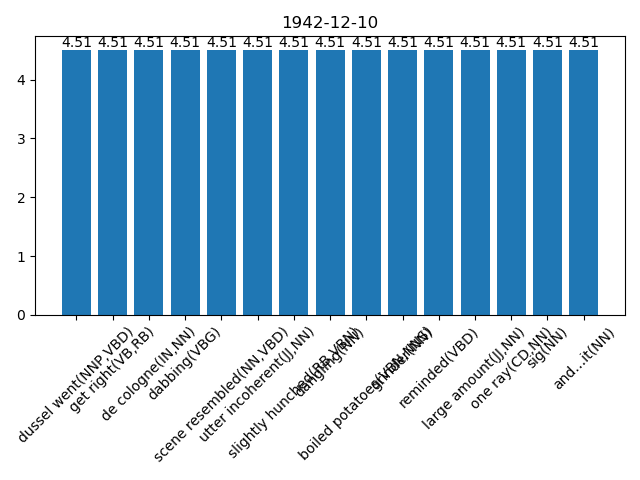 1942-12-10
4.51 4.51 4.51 4.51 4.51 4.51 4.51 4.51 4.51 4.51 4.51 4.51 4.51 4.51 4.51
4
3
2
1
0
dussel went(NNP,VBD)
get right(VB,RB)
de cologne(IN,NN)
dabbing(VBG)
scene resembled(NN,VBD)
utter incoherent(JJ,NN)
slightly hunched(RB,VBN)
dangling(NN)
boiled potatoes(VBN,NNS)
reminded(VBD)
large amount(JJ,NN)
one ray(CD,NN)
sig(NN)
and...it(NN)